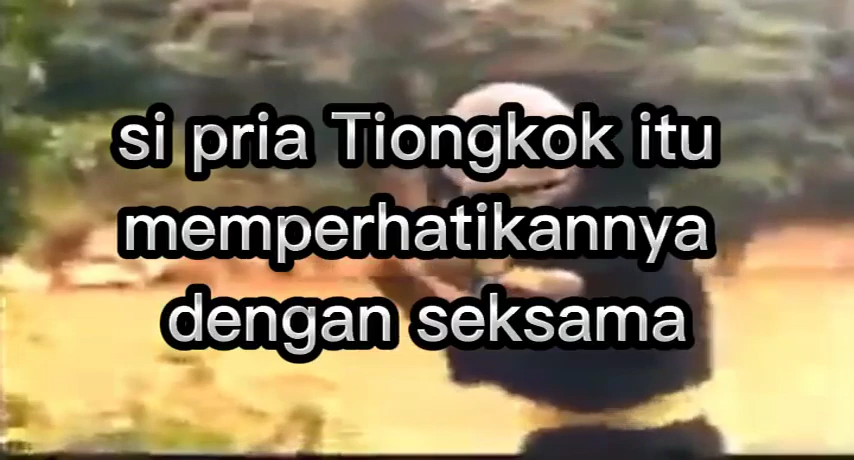 si pria Tiongkok itu
memperhatikannya
dengan seksama